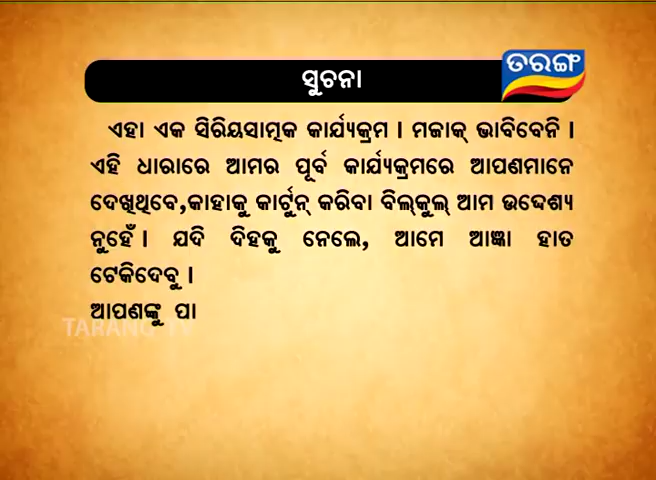 ସୁଚନା
ତରଙ୍ଗ
ଏହା ଏକ ସିରିୟସାତ୍ମକ କାର୍ଯ୍ୟକ୍ରମ । ମଜାକ୍ ଭାବିବେନି ।
ଏହି ଧାରାରେ ଆମର ପୂର୍ବ କାର୍ଯ୍ୟକ୍ରମରେ ଆପଣମାନେ
ଦେଖିଥିବେ,କାହାକୁ କାର୍ଟୁନ୍ କରିବା ବିଲ୍‌କୁଲ୍ ଆମ ଉଦ୍ଦେଶ୍ୟ
ନୁହେଁ । ଯଦି ଦିହକୁ ନେଲେ, ଆମେ ଆଜ୍ଞା ହାତ
ଟେକିଦେବୁ ।
ଆପଣଙ୍କୁ ପା
TARANG TV